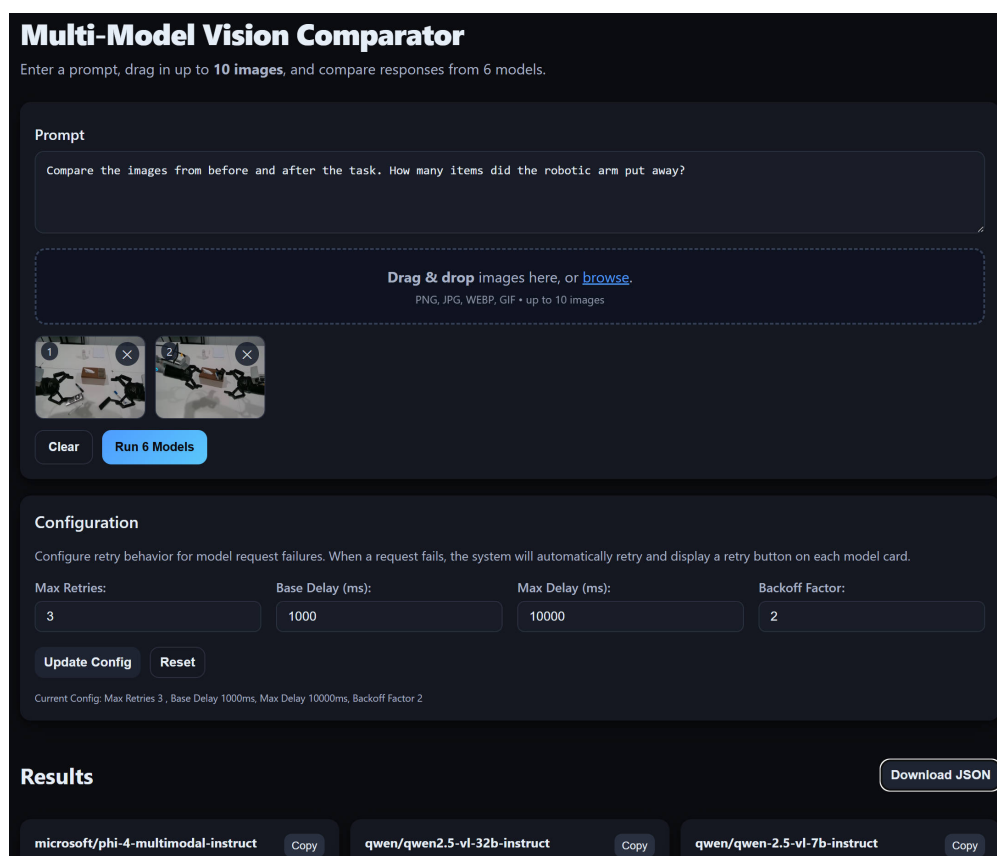 Multi-Model Vision Comparator
Enter a prompt, drag in up to 10 images, and compare responses from 6 models.
Prompt
Compare the images from before and after the task. How many items did the robotic arm put away?
Drag & drop images here, or browse.
PNG, JPG, WEBP, GIF • up to 10 images
1 2
Clear Run 6 Models
Configuration
Configure retry behavior for model request failures. When a request fails, the system will automatically retry and display a retry button on each model card.
Max Retries: Base Delay (ms): Max Delay (ms): Backoff Factor:
3 1000 10000 2
Update Config Reset
Current Config: Max Retries 3 , Base Delay 1000ms, Max Delay 10000ms, Backoff Factor 2
Results Download JSON
microsoft/phi-4-multimodal-instruct Copy qwen/qwen2.5-vl-32b-instruct Copy qwen/qwen-2.5-vl-7b-instruct Copy